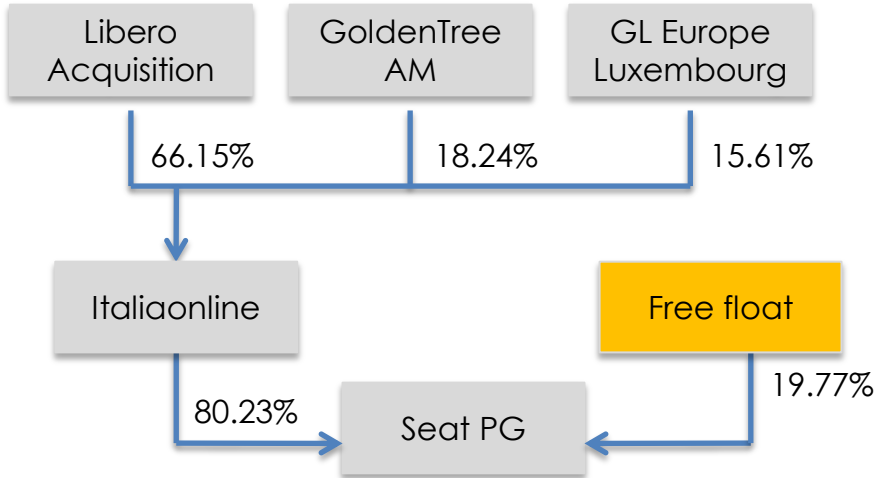 Libero
Acquisition
GoldenTree
AM
GL Europe
Luxembourg
66.15%
18.24%
15.61%
Italiaonline
Free float
80.23%
19.77%
Seat PG